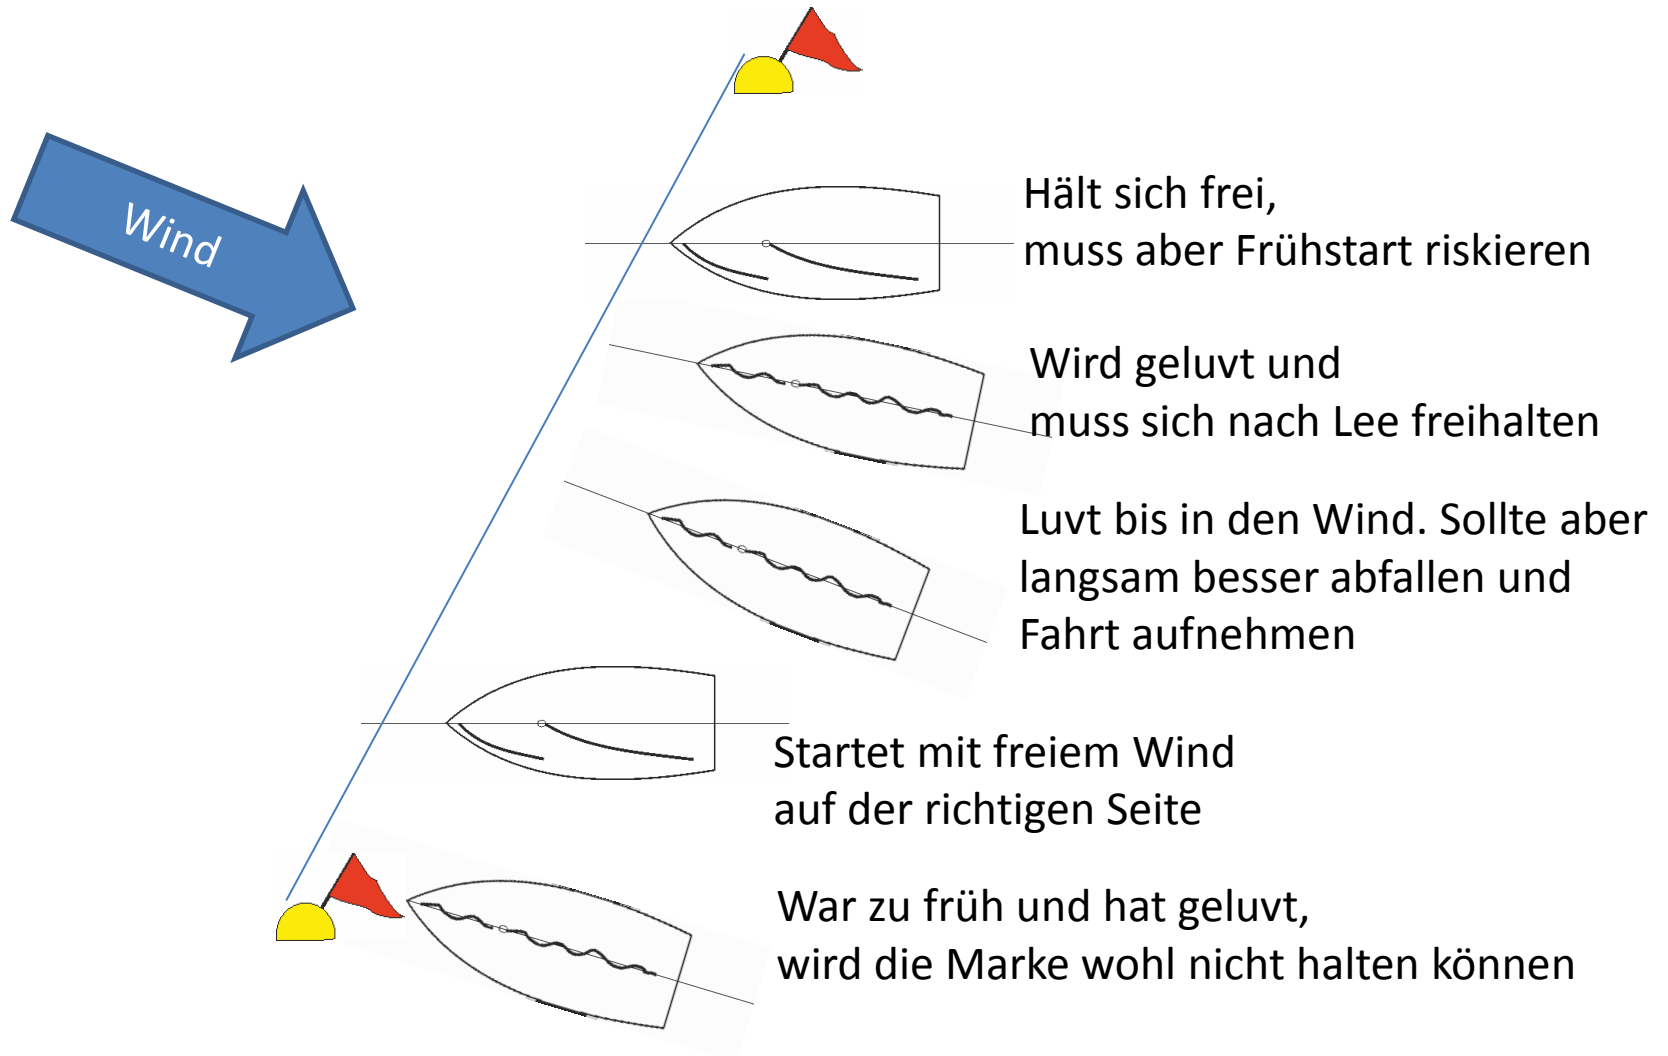 Wind
Hält sich frei,
muss aber Frühstart riskieren
Wird geluvt und
muss sich nach Lee freihalten
Luvt bis in den Wind. Sollte aber
langsam besser abfallen und
Fahrt aufnehmen
Startet mit freiem Wind
auf der richtigen Seite
War zu früh und hat geluvt,
wird die Marke wohl nicht halten können